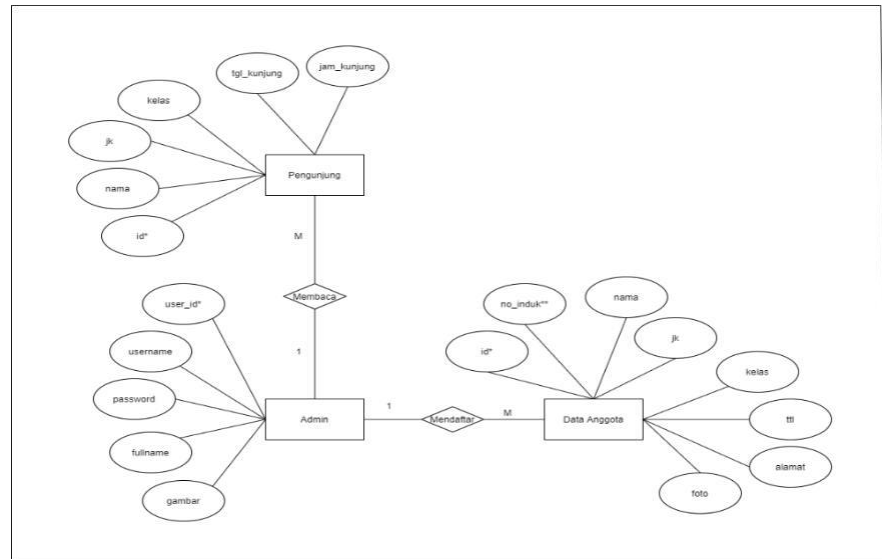 tgl_kunjung
jam_kunjung
kelas
jk
nama
id*
Pengunjung
M
Membaca
1
user_id*
username
password
fullname
gambar
Admin
1
Mendaftar
M
no_induk**
nama
id*
jk
Data Anggota
kelas
ttl
alamat
foto